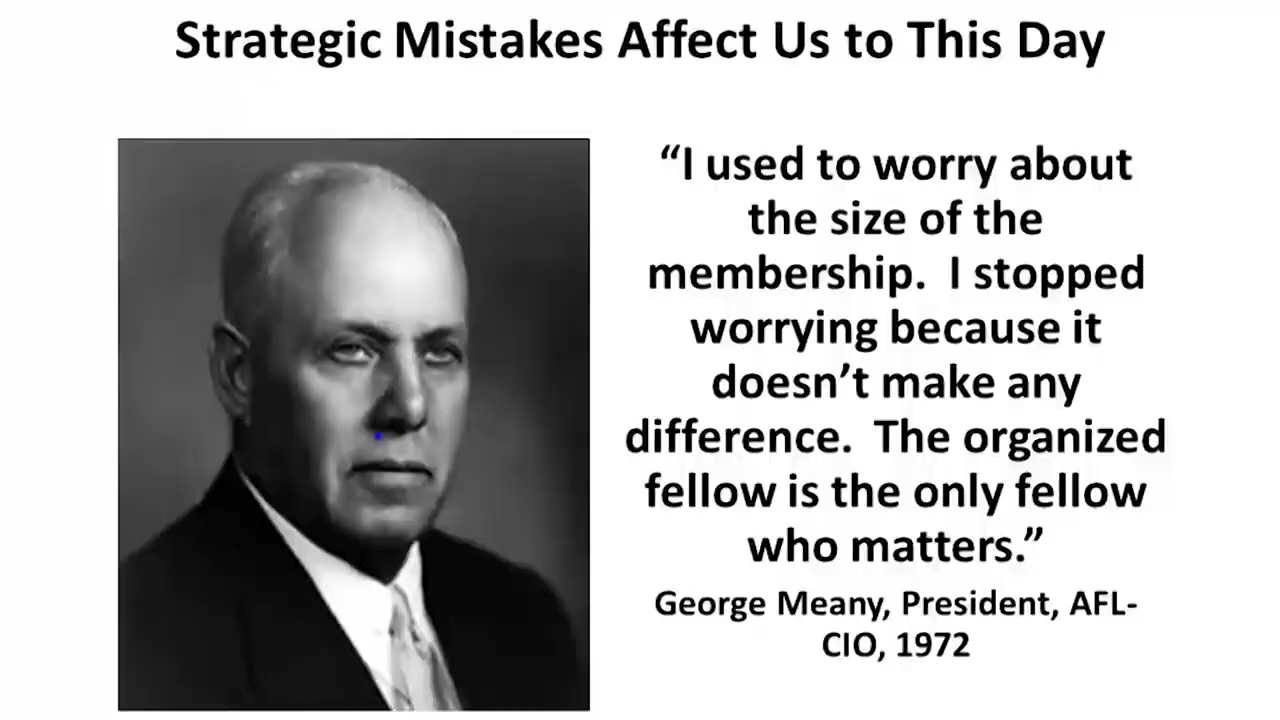 Strategic Mistakes Affect Us to This Day
“I used to worry about
the size of the
membership.  I stopped
worrying because it
doesn’t make any
difference.  The organized
fellow is the only fellow
who matters.”
George Meany, President, AFL-
CIO, 1972